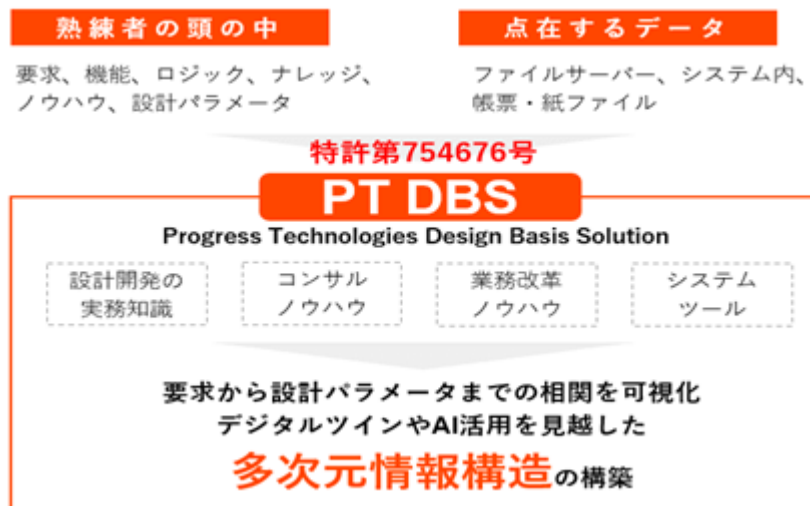 熟練者の頭の中
要求、機能、ロジック、ナレッジ、
ノウハウ、設計パラメータ
点在するデータ
ファイルサーバー、システム内、
帳票・紙ファイル
特許第754676号
PT DBS
Progress Technologies Design Basis Solution
設計開発の
実務知識
コンサル
ノウハウ
業務改革
ノウハウ
システム
ツール
要求から設計パラメータまでの相関を可視化
デジタルツインやAI活用を見越した
多次元情報構造の構築